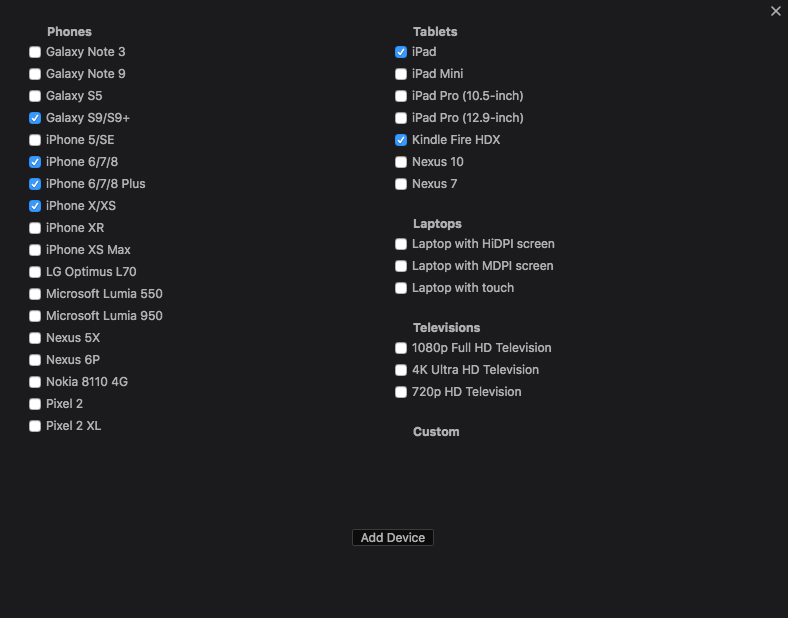 Phones
Galaxy Note 3
Galaxy Note 9
Galaxy S5
Galaxy S9/S9+
iPhone 5/SE
iPhone 6/7/8
iPhone 6/7/8 Plus
iPhone X/XS
iPhone XR
iPhone XS Max
LG Optimus L70
Microsoft Lumia 550
Microsoft Lumia 950
Nexus 5X
Nexus 6P
Nokia 8110 4G
Pixel 2
Pixel 2 XL
Tablets
iPad
iPad Mini
iPad Pro (10.5-inch)
iPad Pro (12.9-inch)
Kindle Fire HDX
Nexus 10
Nexus 7
Laptops
Laptop with HiDPI screen
Laptop with MDPI screen
Laptop with touch
Televisions
1080p Full HD Television
4K Ultra HD Television
720p HD Television
Custom
Add Device